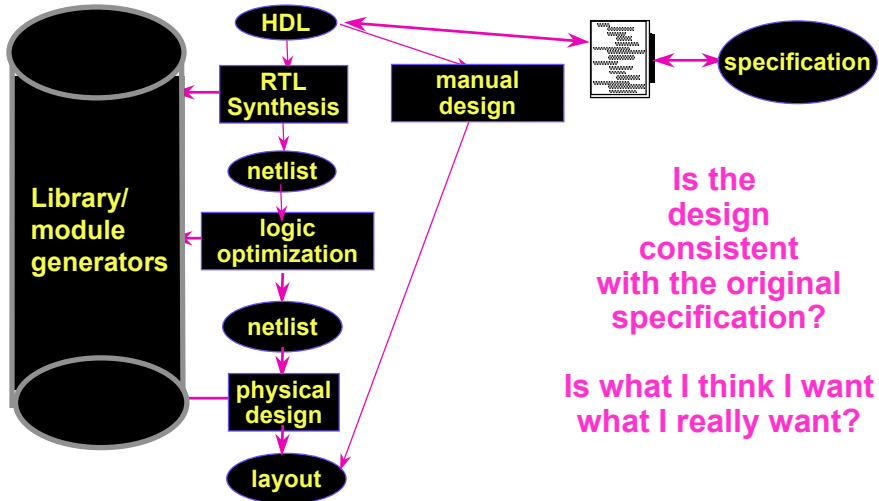 HDL
specification
RTL
Synthesis
manual
design
netlist
Library/
module
generators
logic
optimization
netlist
physical
design
layout
Is the
design
consistent
with the original
specification?
Is what I think I want
what I really want?